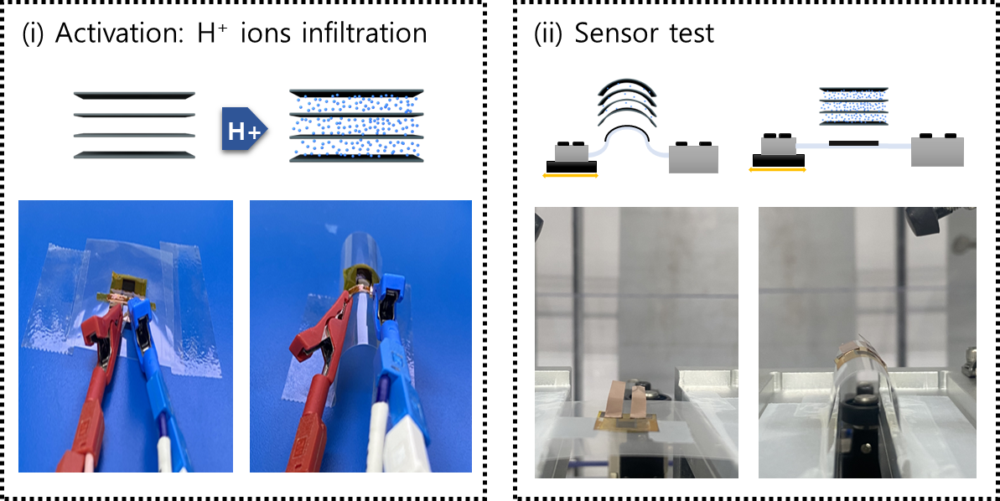 (i) Activation: H⁺ ions infiltration
(ii) Sensor test
H+